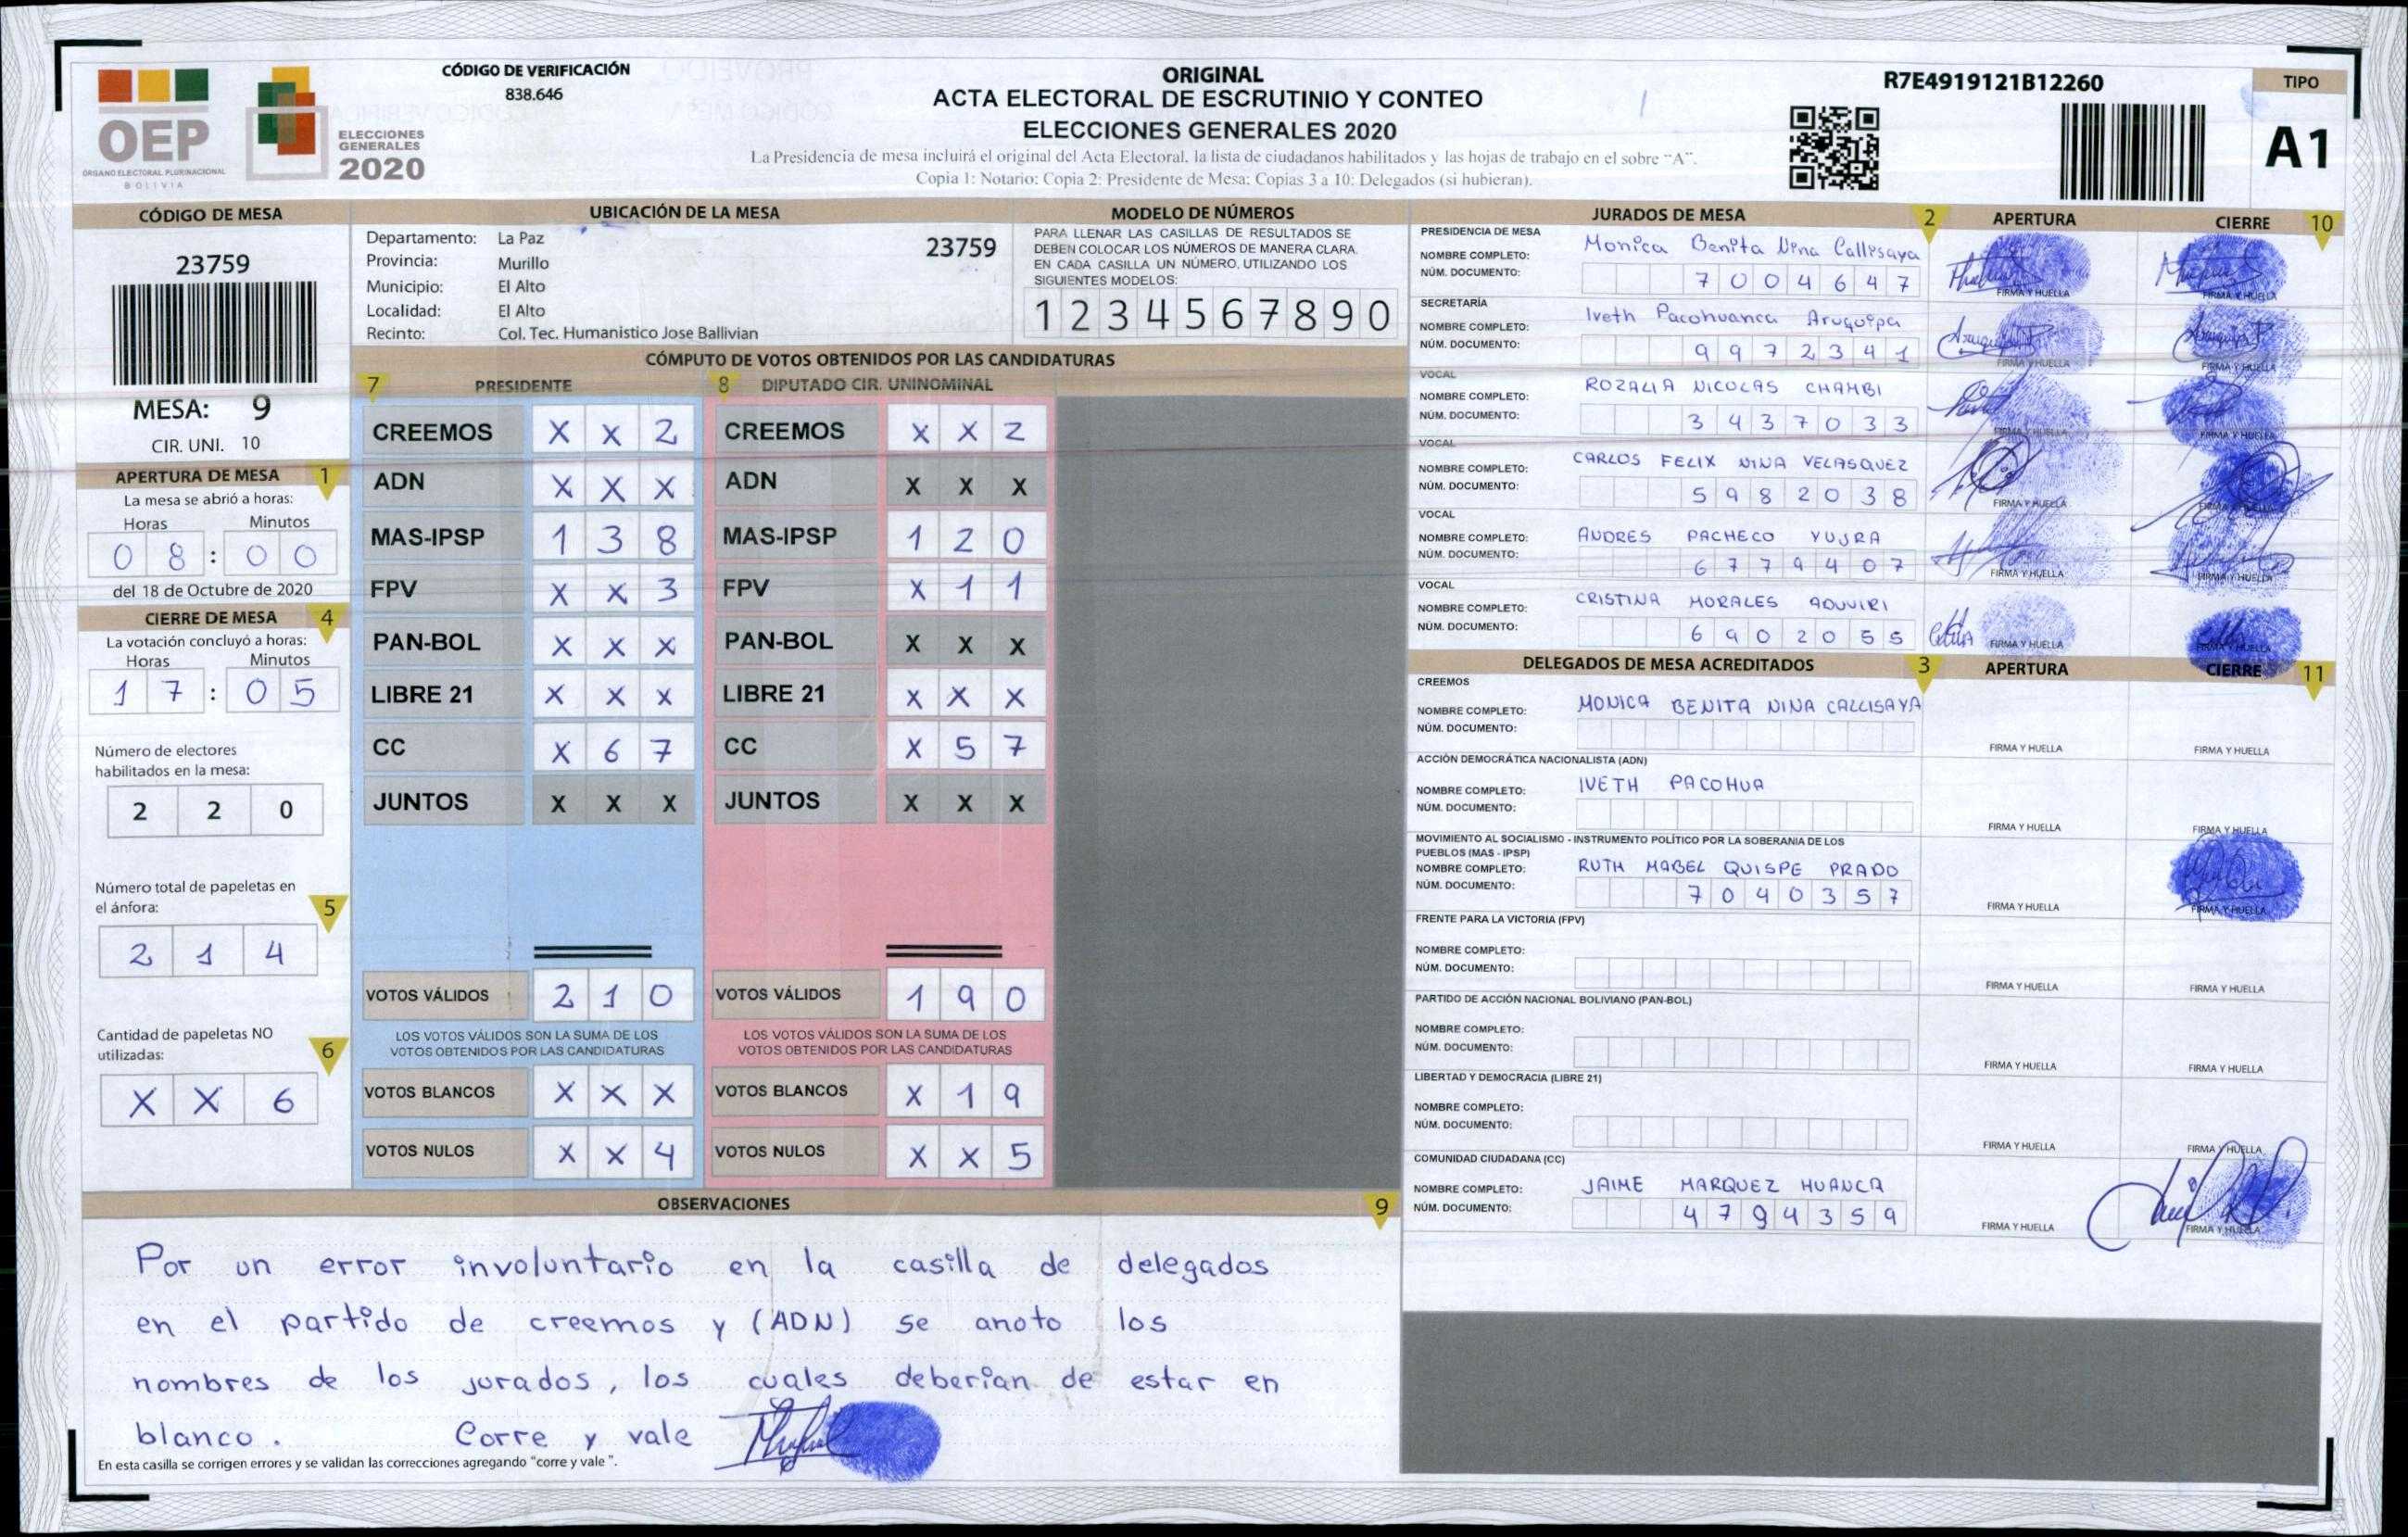 CÓDIGO DE VERIFICACIÓN
838.646
ORIGINAL
ACTA ELECTORAL DE ESCRUTINIO Y CONTEO
ELECCIONES GENERALES 2020
La Presidencia de mesa incluirá el original del Acta Electoral, la lista de ciudadanos habilitados y las hojas de trabajo en el sobre "A".
Copia 1: Notario; Copia 2: Presidente de Mesa; Copias 3 a 10: Delegados (si hubieran).
R7E4919121B12260
TIPO
A1
OEP
ÓRGANO ELECTORAL PLURINACIONAL
BOLIVIA
ELECCIONES
GENERALES
2020
CÓDIGO DE MESA
23759
MESA: 9
CIR. UNI. 10
APERTURA DE MESA 1
La mesa se abrió a horas:
Horas Minutos
0 8 : 0 0
del 18 de Octubre de 2020
CIERRE DE MESA 4
La votación concluyó a horas:
Horas Minutos
1 7 : 0 5
Número de electores
habilitados en la mesa:
2 2 0
Número total de papeletas en
el ánfora: 5
2 1 4
Cantidad de papeletas NO
utilizadas: 6
X X 6
UBICACIÓN DE LA MESA
Departamento: La Paz
23759
Provincia: Murillo
Municipio: El Alto
Localidad: El Alto
Recinto: Col. Tec. Humanistico Jose Ballivian
MODELO DE NÚMEROS
PARA LLENAR LAS CASILLAS DE RESULTADOS SE
DEBEN COLOCAR LOS NÚMEROS DE MANERA CLARA.
EN CADA CASILLA UN NÚMERO, UTILIZANDO LOS
SIGUIENTES MODELOS:
1 2 3 4 5 6 7 8 9 0
CÓMPUTO DE VOTOS OBTENIDOS POR LAS CANDIDATURAS
7 PRESIDENTE 8 DIPUTADO CIR. UNINOMINAL
CREEMOS X X 2 CREEMOS X X 2
ADN X X X ADN X X X
MAS-IPSP 1 3 8 MAS-IPSP 1 2 0
FPV X X 3 FPV X 1 1
PAN-BOL X X X PAN-BOL X X X
LIBRE 21 X X X LIBRE 21 X X X
CC X 6 7 CC X 5 7
JUNTOS X X X JUNTOS X X X
VOTOS VÁLIDOS 2 1 0 VOTOS VÁLIDOS 1 9 0
LOS VOTOS VÁLIDOS SON LA SUMA DE LOS LOS VOTOS VÁLIDOS SON LA SUMA DE LOS
VOTOS OBTENIDOS POR LAS CANDIDATURAS VOTOS OBTENIDOS POR LAS CANDIDATURAS
VOTOS BLANCOS X X X VOTOS BLANCOS X 1 9
VOTOS NULOS X X 4 VOTOS NULOS X X 5
OBSERVACIONES 9
Por un error involuntario en la casilla de delegados
en el partido de creemos y (ADN) se anoto los
nombres de los jurados, los cuales deberian de estar en
blanco. Corre y vale
En esta casilla se corrigen errores y se validan las correcciones agregando "corre y vale ".
JURADOS DE MESA 2 APERTURA CIERRE 10
PRESIDENCIA DE MESA
NOMBRE COMPLETO: Monica Benita Nina Callisaya
NÚM. DOCUMENTO: 7 0 0 4 6 4 7
FIRMA Y HUELLA FIRMA Y HUELLA
SECRETARÍA
NOMBRE COMPLETO: Iveth Pacohuanca Aruquipa
NÚM. DOCUMENTO: 9 9 7 2 3 4 1
FIRMA Y HUELLA FIRMA Y HUELLA
VOCAL
NOMBRE COMPLETO: ROZALIA NICOLAS CHAMBI
NÚM. DOCUMENTO: 3 4 3 7 0 3 3
FIRMA Y HUELLA FIRMA Y HUELLA
VOCAL
NOMBRE COMPLETO: CARLOS FELIX NINA VELASQUEZ
NÚM. DOCUMENTO: 5 9 8 2 0 3 8
FIRMA Y HUELLA FIRMA Y HUELLA
VOCAL
NOMBRE COMPLETO: ANDRES PACHECO YUJRA
NÚM. DOCUMENTO: 6 7 7 9 4 0 7
FIRMA Y HUELLA FIRMA Y HUELLA
VOCAL
NOMBRE COMPLETO: CRISTINA MORALES ADUVIRI
NÚM. DOCUMENTO: 6 9 0 2 0 5 5
FIRMA Y HUELLA FIRMA Y HUELLA
DELEGADOS DE MESA ACREDITADOS 3 APERTURA CIERRE 11
CREEMOS
NOMBRE COMPLETO: MONICA BENITA NINA CALLISAYA
NÚM. DOCUMENTO:
FIRMA Y HUELLA FIRMA Y HUELLA
ACCIÓN DEMOCRÁTICA NACIONALISTA (ADN)
NOMBRE COMPLETO: IVETH PACOHUA
NÚM. DOCUMENTO:
FIRMA Y HUELLA FIRMA Y HUELLA
MOVIMIENTO AL SOCIALISMO - INSTRUMENTO POLÍTICO POR LA SOBERANIA DE LOS
PUEBLOS (MAS - IPSP)
NOMBRE COMPLETO: RUTH MABEL QUISPE PRADO
NÚM. DOCUMENTO: 7 0 4 0 3 5 7
FIRMA Y HUELLA FIRMA Y HUELLA
FRENTE PARA LA VICTORIA (FPV)
NOMBRE COMPLETO:
NÚM. DOCUMENTO:
FIRMA Y HUELLA FIRMA Y HUELLA
PARTIDO DE ACCIÓN NACIONAL BOLIVIANO (PAN-BOL)
NOMBRE COMPLETO:
NÚM. DOCUMENTO:
FIRMA Y HUELLA FIRMA Y HUELLA
LIBERTAD Y DEMOCRACIA (LIBRE 21)
NOMBRE COMPLETO:
NÚM. DOCUMENTO:
FIRMA Y HUELLA FIRMA Y HUELLA
COMUNIDAD CIUDADANA (CC)
NOMBRE COMPLETO: JAIME MARQUEZ HUANCA
NÚM. DOCUMENTO: 4 7 9 4 3 5 9
FIRMA Y HUELLA FIRMA Y HUELLA